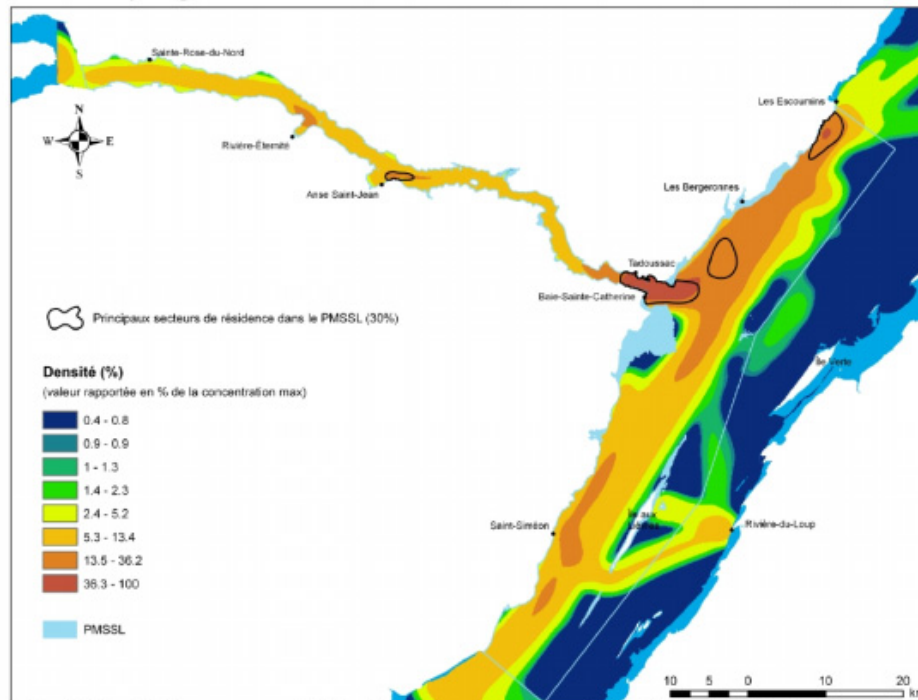 Sainte-Rose-du-Nord
Les Escoumins
N
W E
S
Rivière-Éternité
Anse Saint-Jean
Les Bergeronnes
Tadoussac
Baie-Sainte-Catherine
Principaux secteurs de résidence dans le PMSSL (30%)
Densité (%)
(valeur rapportée en % de la concentration max)
Île Verte
0.4 - 0.8
0.9 - 0.9
1 - 1.3
1.4 - 2.3
2.4 - 5.2
5.3 - 13.4
13.5 - 36.2
36.3 - 100
PMSSL
Saint-Siméon
Île aux
Rivière-du-Loup
10 5 0 10 20